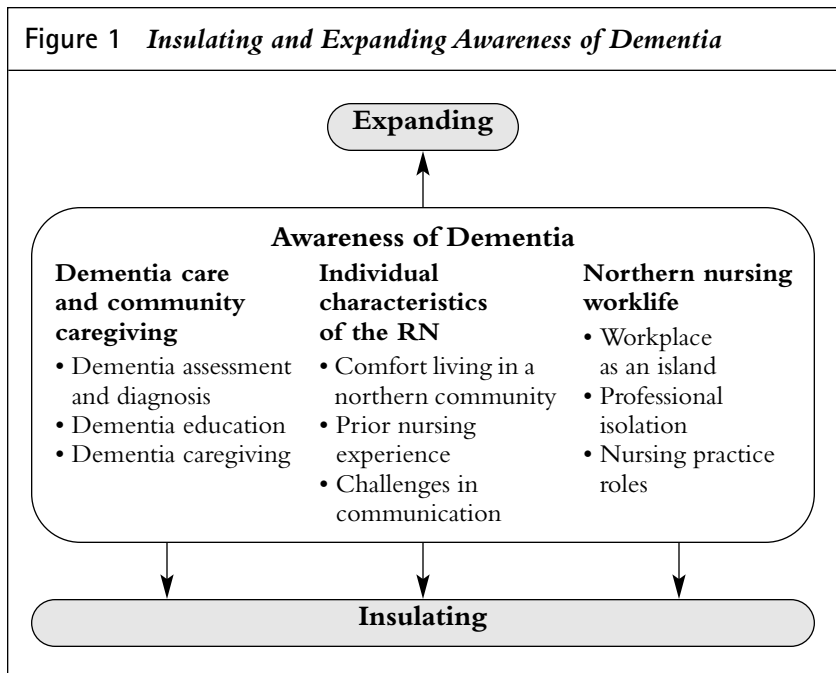 Figure 1 Insulating and Expanding Awareness of Dementia
Expanding
Awareness of Dementia
Dementia care
and community
caregiving
• Dementia assessment
and diagnosis
• Dementia education
• Dementia caregiving
Individual
characteristics
of the RN
• Comfort living in a
northern community
• Prior nursing
experience
• Challenges in
communication
Northern nursing
worklife
• Workplace
as an island
• Professional
isolation
• Nursing practice
roles
Insulating